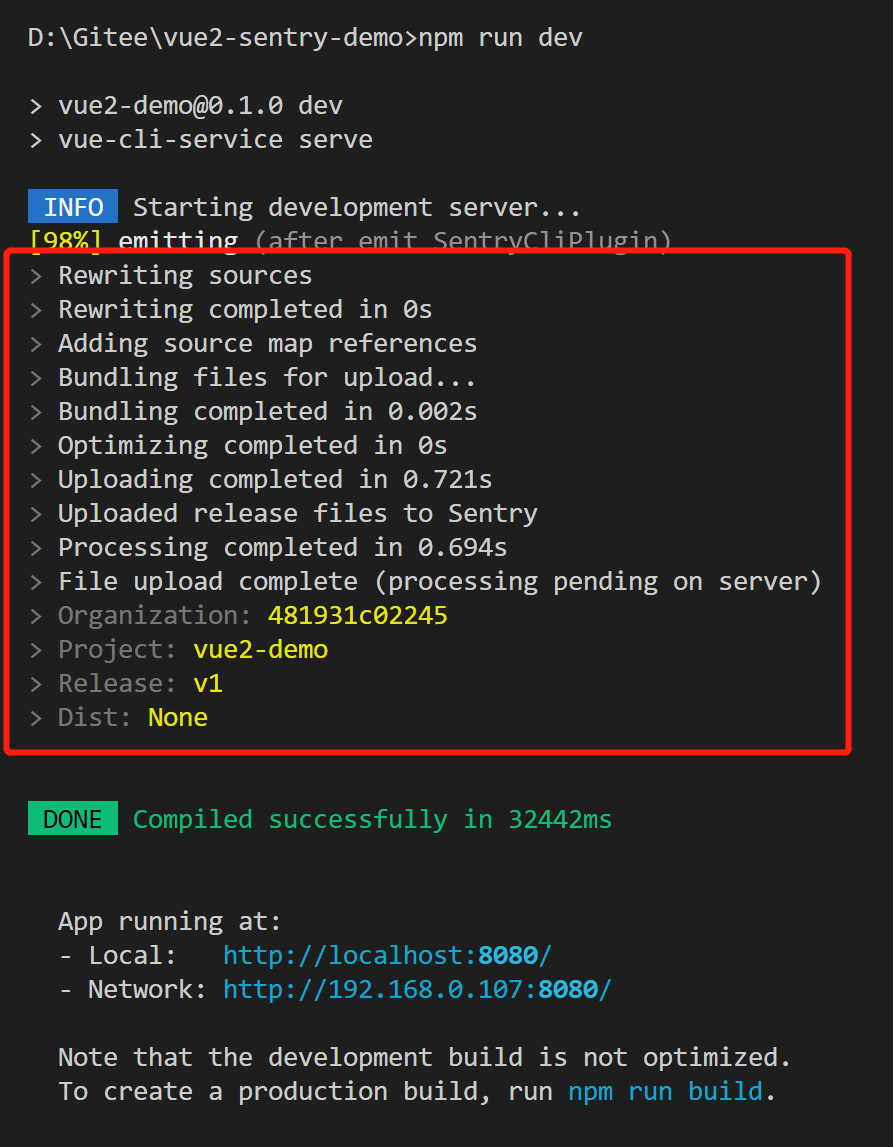 D:\Gitee\vue2-sentry-demo>npm run dev
> vue2-demo@0.1.0 dev
> vue-cli-service serve
INFO Starting development server...
[98%] emitting (after emit SentryCliPlugin)
> Rewriting sources
> Rewriting completed in 0s
> Adding source map references
> Bundling files for upload...
> Bundling completed in 0.002s
> Optimizing completed in 0s
> Uploading completed in 0.721s
> Uploaded release files to Sentry
> Processing completed in 0.694s
> File upload complete (processing pending on server)
> Organization: 481931c02245
> Project: vue2-demo
> Release: v1
> Dist: None
DONE Compiled successfully in 32442ms
App running at:
- Local: http://localhost:8080/
- Network: http://192.168.0.107:8080/
Note that the development build is not optimized.
To create a production build, run npm run build.